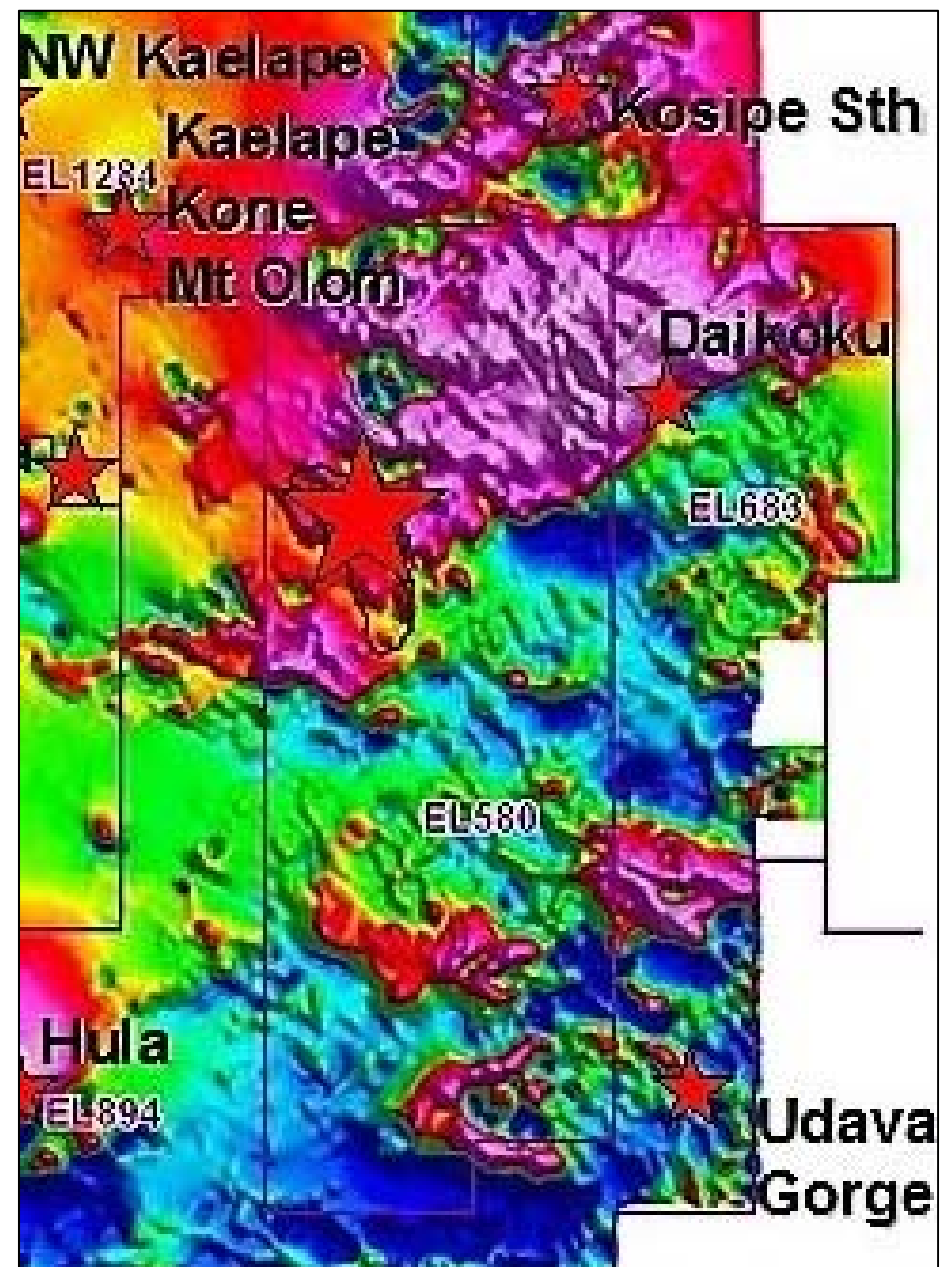 NW Kaelape
Kosipe Sth
Kaelape
EL1284
Kone
Mt Olom
Daikoku
EL683
EL580
Hula
EL894
Udava
Gorge